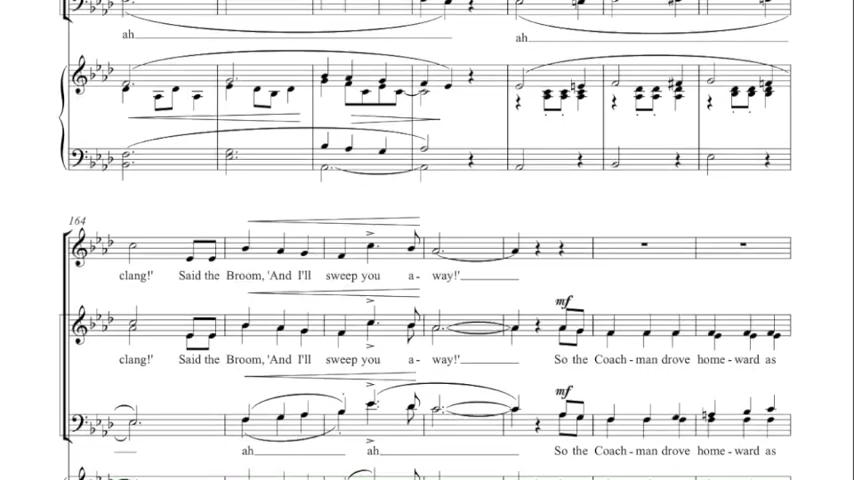 ah
ah
164
clang!' Said the Broom, 'And I'll sweep you a- way!'
mf
clang!' Said the Broom, 'And I'll sweep you a- way!' So the Coach - man drove home - ward as
mf
ah ah So the Coach - man drove home - ward as